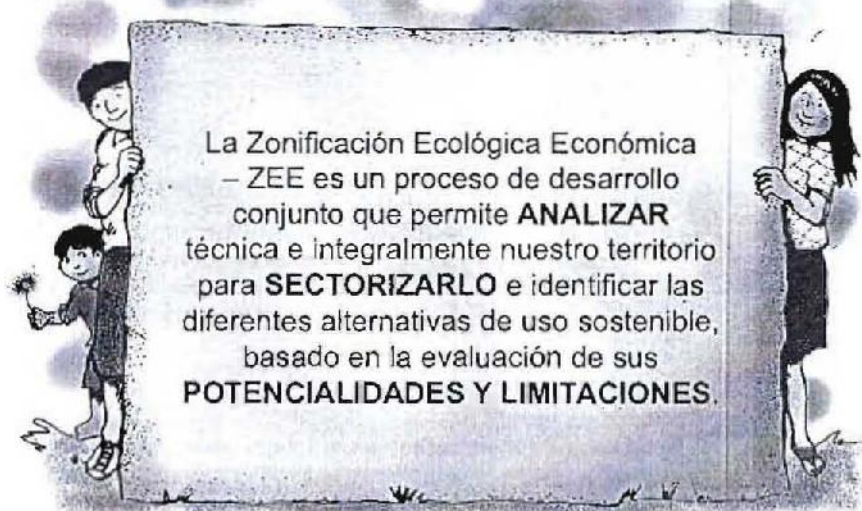 La Zonificación Ecológica Económica
– ZEE es un proceso de desarrollo
conjunto que permite ANALIZAR
técnica e integralmente nuestro territorio
para SECTORIZARLO e identificar las
diferentes alternativas de uso sostenible,
basado en la evaluación de sus
POTENCIALIDADES Y LIMITACIONES.